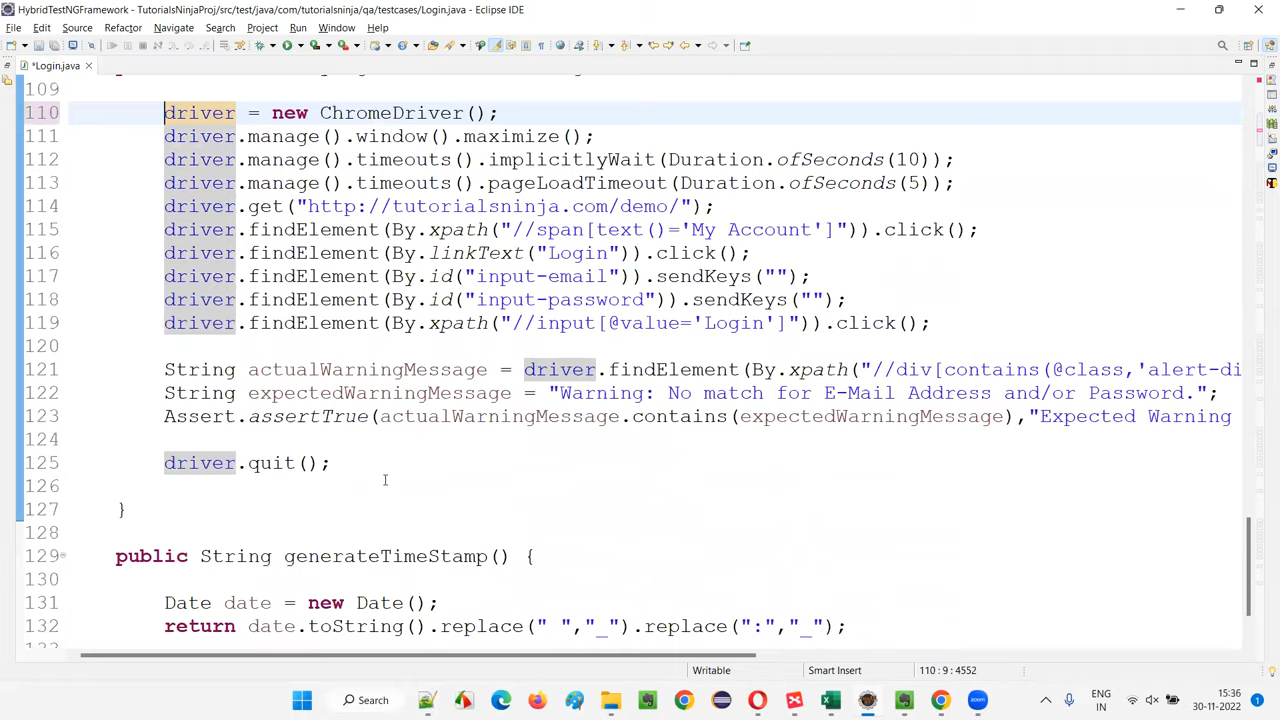 HybridTestNGFramework - TutorialsNinjaProj/src/test/java/com/tutorialsninja/qa/testcases/Login.java - Eclipse IDE
File Edit Source Refactor Navigate Search Project Run Window Help
*Login.java
109
110 driver = new ChromeDriver();
111 driver.manage().window().maximize();
112 driver.manage().timeouts().implicitlyWait(Duration.ofSeconds(10));
113 driver.manage().timeouts().pageLoadTimeout(Duration.ofSeconds(5));
114 driver.get("http://tutorialsninja.com/demo/");
115 driver.findElement(By.xpath("//span[text()='My Account']")).click();
116 driver.findElement(By.linkText("Login")).click();
117 driver.findElement(By.id("input-email")).sendKeys("");
118 driver.findElement(By.id("input-password")).sendKeys("");
119 driver.findElement(By.xpath("//input[@value='Login']")).click();
120
121 String actualWarningMessage = driver.findElement(By.xpath("//div[contains(@class,'alert-di
122 String expectedWarningMessage = "Warning: No match for E-Mail Address and/or Password.";
123 Assert.assertTrue(actualWarningMessage.contains(expectedWarningMessage),"Expected Warning
124
125 driver.quit();
126
127 }
128
129 public String generateTimeStamp() {
130
131 Date date = new Date();
132 return date.toString().replace(" ","_").replace(":","_");
Writable Smart Insert 110 : 9 : 4552
Search
ENG
IN
15:36
30-11-2022